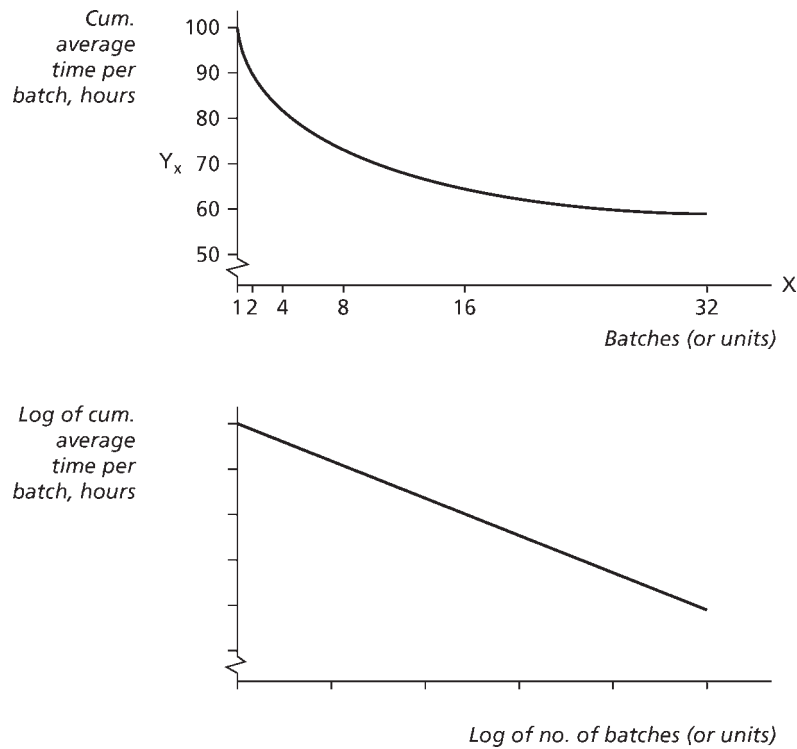 Cum.
average
time per
batch, hours
100
90
80
Yx 70
60
50
1 2 4 8 16 32
X
Batches (or units)
Log of cum.
average
time per
batch, hours
Log of no. of batches (or units)